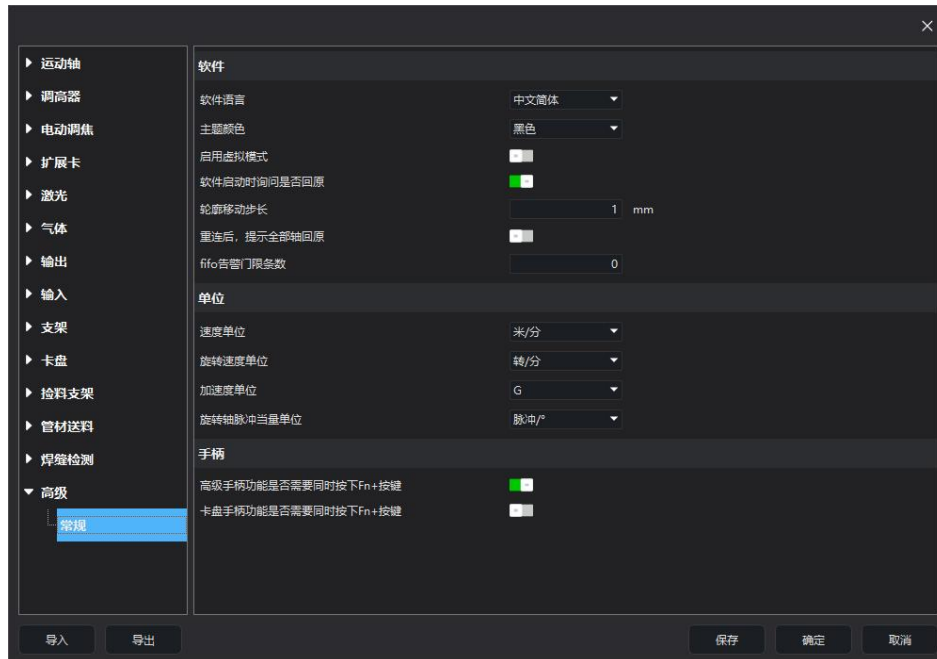 运动轴
调高器
电动调焦
扩展卡
激光
气体
输出
输入
支架
卡盘
捡料支架
管材送料
焊缝检测
高级
常规
软件
软件语言 中文简体
主题颜色 黑色
启用虚拟模式
软件启动时询问是否回原
轮廓移动步长 1 mm
重连后，提示全部轴回原
fifo告警门限条数 0
单位
速度单位 米/分
旋转速度单位 转/分
加速度单位 G
旋转轴脉冲当量单位 脉冲/°
手柄
高级手柄功能是否需要同时按下Fn+按键
卡盘手柄功能是否需要同时按下Fn+按键
导入 导出 保存 确定 取消